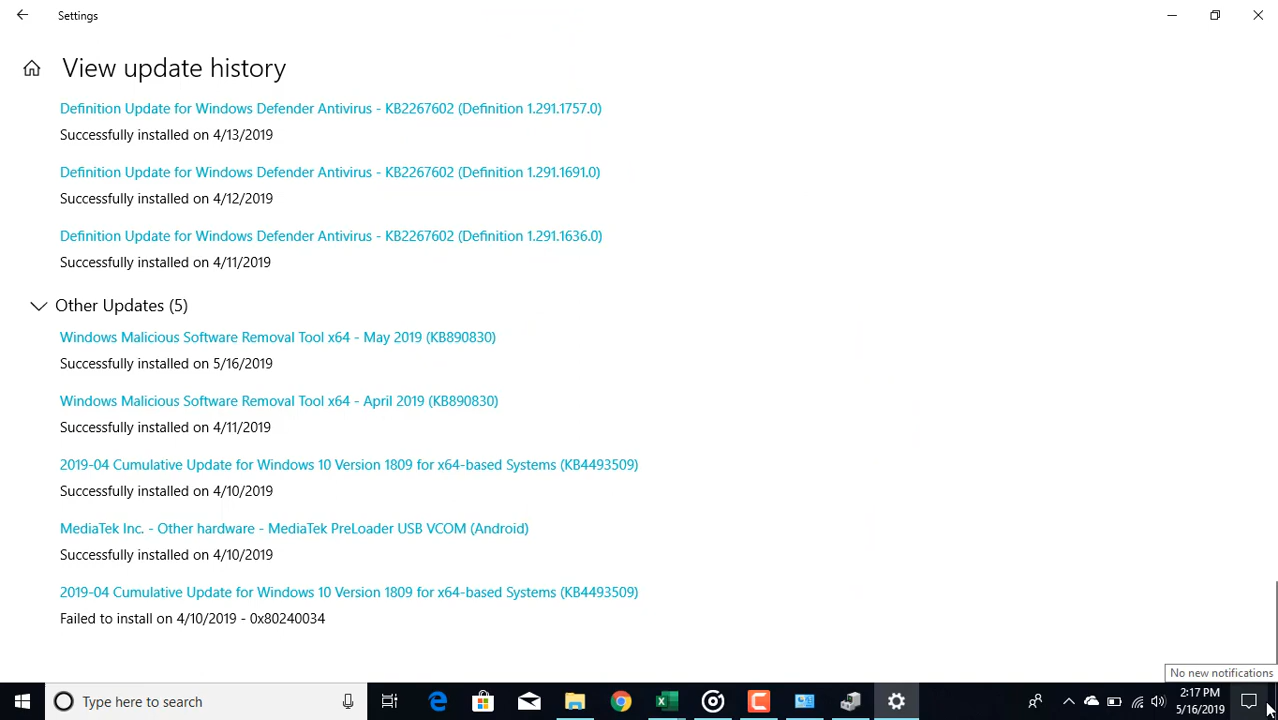 Settings
View update history
Definition Update for Windows Defender Antivirus - KB2267602 (Definition 1.291.1757.0)
Successfully installed on 4/13/2019
Definition Update for Windows Defender Antivirus - KB2267602 (Definition 1.291.1691.0)
Successfully installed on 4/12/2019
Definition Update for Windows Defender Antivirus - KB2267602 (Definition 1.291.1636.0)
Successfully installed on 4/11/2019
Other Updates (5)
Windows Malicious Software Removal Tool x64 - May 2019 (KB890830)
Successfully installed on 5/16/2019
Windows Malicious Software Removal Tool x64 - April 2019 (KB890830)
Successfully installed on 4/11/2019
2019-04 Cumulative Update for Windows 10 Version 1809 for x64-based Systems (KB4493509)
Successfully installed on 4/10/2019
MediaTek Inc. - Other hardware - MediaTek PreLoader USB VCOM (Android)
Successfully installed on 4/10/2019
2019-04 Cumulative Update for Windows 10 Version 1809 for x64-based Systems (KB4493509)
Failed to install on 4/10/2019 - 0x80240034
No new notifications
Type here to search
2:17 PM
5/16/2019